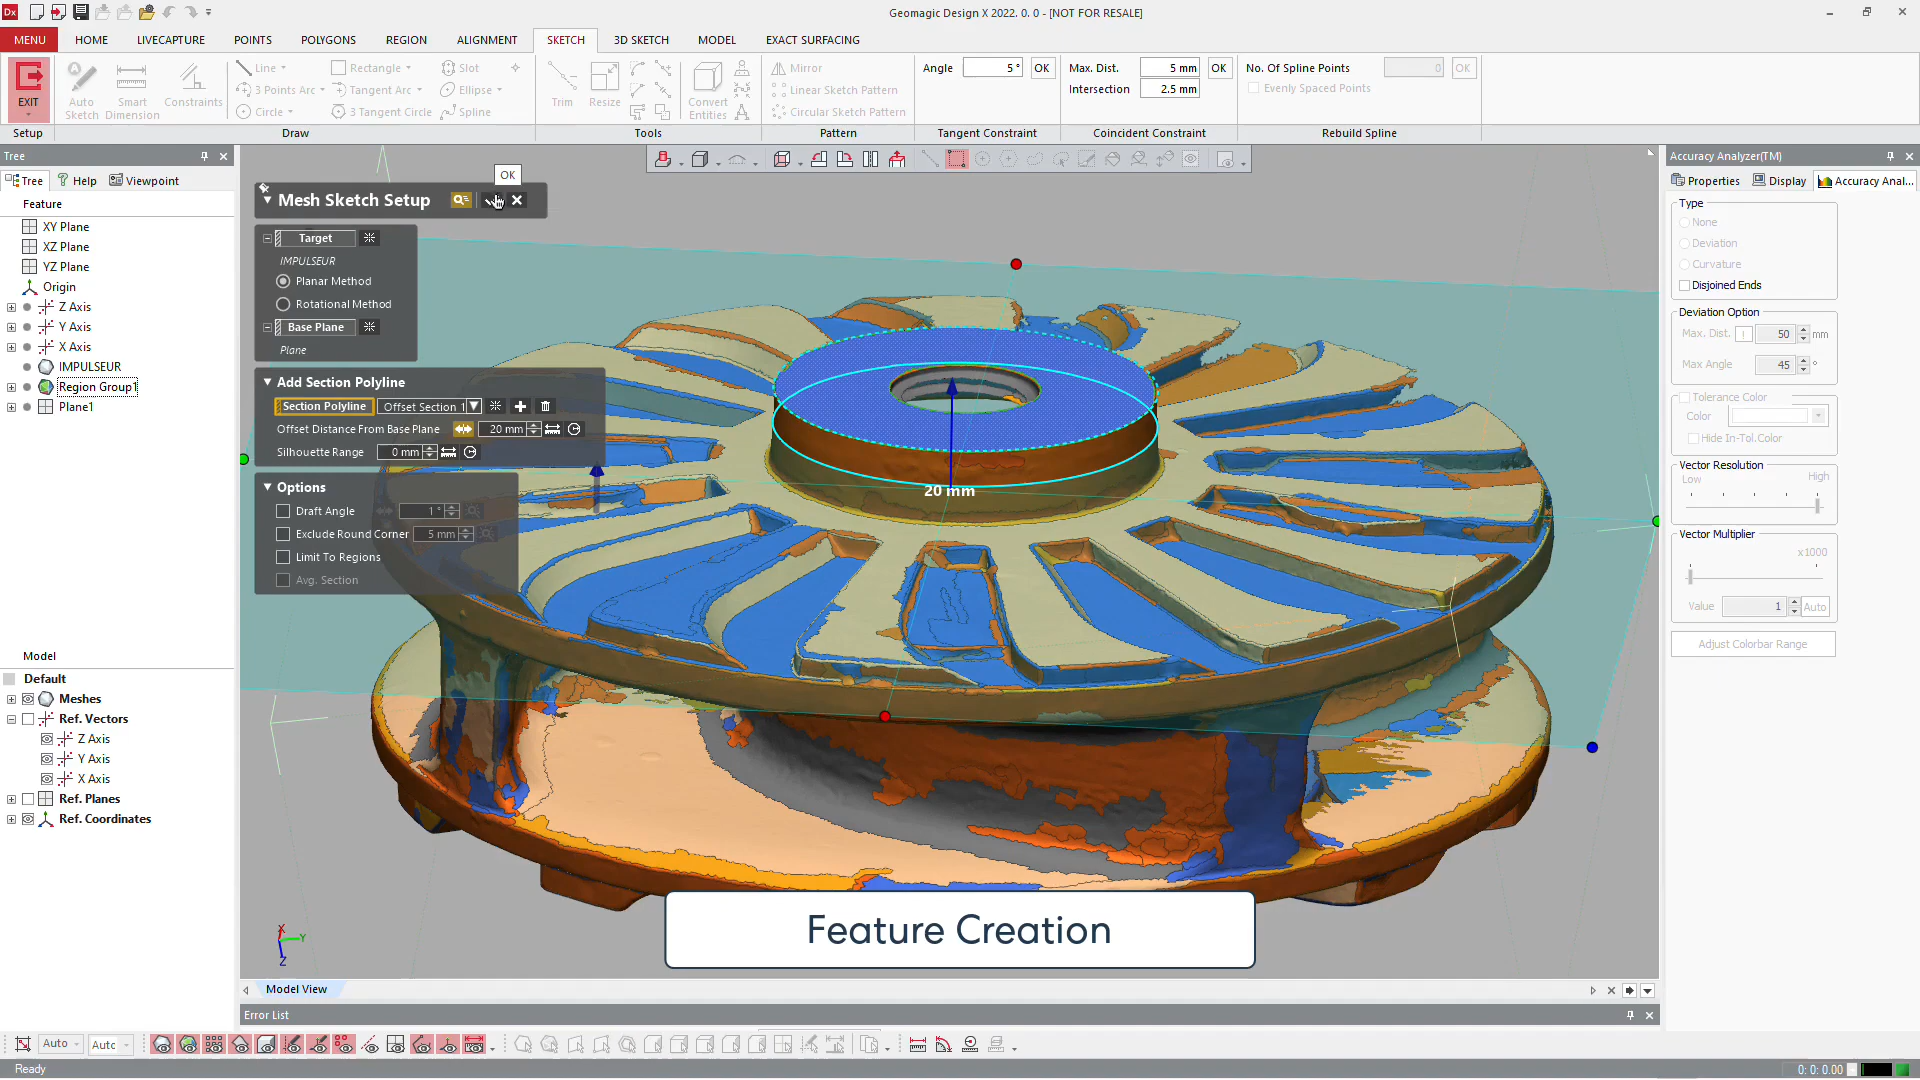 Dx
Geomagic Design X 2022. 0. 0 - [NOT FOR RESALE]
MENU HOME LIVECAPTURE POINTS POLYGONS REGION ALIGNMENT SKETCH 3D SKETCH MODEL EXACT SURFACING
EXIT
Setup
Auto Sketch
Smart Dimension
Constraints
Line Rectangle Slot
3 Points Arc Tangent Arc Ellipse
Circle 3 Tangent Circle Spline
Draw
Trim
Resize
Convert Entities
Tools
Mirror
Linear Sketch Pattern
Circular Sketch Pattern
Pattern
Angle 5 ° OK
Tangent Constraint
Max. Dist. 5 mm OK
Intersection 2.5 mm
Coincident Constraint
No. Of Spline Points 0 OK
Evenly Spaced Points
Rebuild Spline
Tree
Tree Help Viewpoint
Feature
XY Plane
XZ Plane
YZ Plane
Origin
Z Axis
Y Axis
X Axis
IMPULSEUR
Region Group1
Plane1
Model
Default
Meshes
Ref. Vectors
Z Axis
Y Axis
X Axis
Ref. Planes
Ref. Coordinates
OK
Mesh Sketch Setup
Target
IMPULSEUR
Planar Method
Rotational Method
Base Plane
Plane
Add Section Polyline
Section Polyline Offset Section 1
Offset Distance From Base Plane 20 mm
Silhouette Range 0 mm
Options
Draft Angle 1 °
Exclude Round Corner 5 mm
Limit To Regions
Avg. Section
20 mm
X
Y
Z
Feature Creation
Model View
Error List
Accuracy Analyzer(TM)
Properties Display Accuracy Anal...
Type
None
Deviation
Curvature
Disjoined Ends
Deviation Option
Max. Dist. 50 mm
Max Angle 45 °
Tolerance Color
Color
Hide In-Tol.Color
Vector Resolution
Low High
Vector Multiplier
x1000
Value 1 Auto
Adjust Colorbar Range
Auto Autc
Ready
0: 0: 0.00